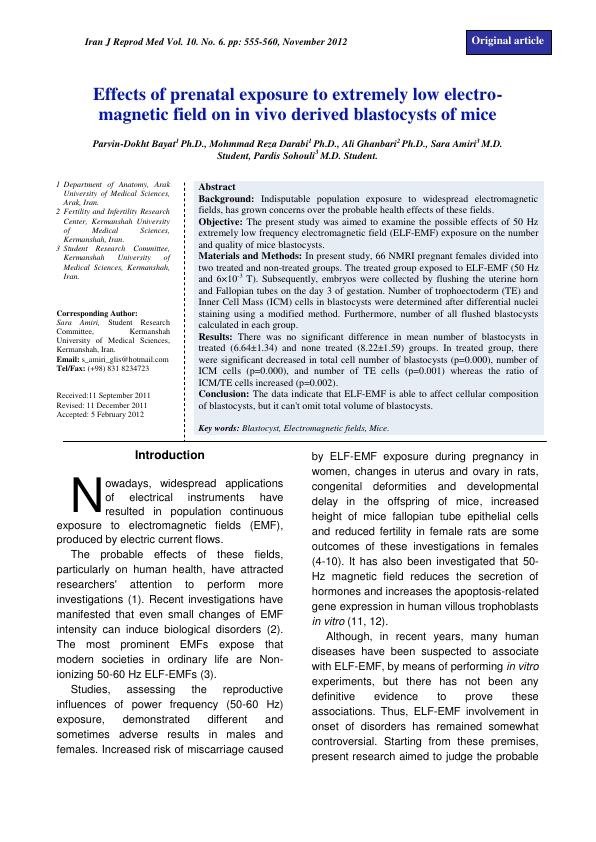 Iran J Reprod Med Vol. 10. No. 6. pp: 555-560, November 2012
Original article
Effects of prenatal exposure to extremely low electro-
magnetic field on in vivo derived blastocysts of mice
Parvin-Dokht Bayat1 Ph.D., Mohmmad Reza Darabi1 Ph.D., Ali Ghanbari2 Ph.D., Sara Amiri3 M.D.
Student, Pardis Sohouli3 M.D. Student.
1 Department of Anatomy, Arak
University of Medical Sciences,
Arak, Iran.
2 Fertility and Infertility Research
Center, Kermanshah University
of Medical Sciences,
Kermanshah, Iran.
3 Student Research Committee,
Kermanshah University of
Medical Sciences, Kermanshah,
Iran.
Corresponding Author:
Sara Amiri, Student Research
Committee, Kermanshah
University of Medical Sciences,
Kermanshah, Iran.
Email: s_amiri_glis@hotmail.com
Tel/Fax: (+98) 831 8234723
Received:11 September 2011
Revised: 11 December 2011
Accepted: 5 February 2012
Abstract
Background: Indisputable population exposure to widespread electromagnetic
fields, has grown concerns over the probable health effects of these fields.
Objective: The present study was aimed to examine the possible effects of 50 Hz
extremely low frequency electromagnetic field (ELF-EMF) exposure on the number
and quality of mice blastocysts.
Materials and Methods: In present study, 66 NMRI pregnant females divided into
two treated and non-treated groups. The treated group exposed to ELF-EMF (50 Hz
and 6×10-3 T). Subsequently, embryos were collected by flushing the uterine horn
and Fallopian tubes on the day 3 of gestation. Number of trophoectoderm (TE) and
Inner Cell Mass (ICM) cells in blastocysts were determined after differential nuclei
staining using a modified method. Furthermore, number of all flushed blastocysts
calculated in each group.
Results: There was no significant difference in mean number of blastocysts in
treated (6.64±1.34) and none treated (8.22±1.59) groups. In treated group, there
were significant decreased in total cell number of blastocysts (p=0.000), number of
ICM cells (p=0.000), and number of TE cells (p=0.001) whereas the ratio of
ICM/TE cells increased (p=0.002).
Conclusion: The data indicate that ELF-EMF is able to affect cellular composition
of blastocysts, but it can't omit total volume of blastocysts.
Key words: Blastocyst, Electromagnetic fields, Mice.
Introduction
Nowadays, widespread applications
of electrical instruments have
resulted in population continuous
exposure to electromagnetic fields (EMF),
produced by electric current flows.
The probable effects of these fields,
particularly on human health, have attracted
researchers' attention to perform more
investigations (1). Recent investigations have
manifested that even small changes of EMF
intensity can induce biological disorders (2).
The most prominent EMFs expose that
modern societies in ordinary life are Non-
ionizing 50-60 Hz ELF-EMFs (3).
Studies, assessing the reproductive
influences of power frequency (50-60 Hz)
exposure, demonstrated different and
sometimes adverse results in males and
females. Increased risk of miscarriage caused
by ELF-EMF exposure during pregnancy in
women, changes in uterus and ovary in rats,
congenital deformities and developmental
delay in the offspring of mice, increased
height of mice fallopian tube epithelial cells
and reduced fertility in female rats are some
outcomes of these investigations in females
(4-10). It has also been investigated that 50-
Hz magnetic field reduces the secretion of
hormones and increases the apoptosis-related
gene expression in human villous trophoblasts
in vitro (11, 12).
Although, in recent years, many human
diseases have been suspected to associate
with ELF-EMF, by means of performing in vitro
experiments, but there has not been any
definitive evidence to prove these
associations. Thus, ELF-EMF involvement in
onset of disorders has remained somewhat
controversial. Starting from these premises,
present research aimed to judge the probable